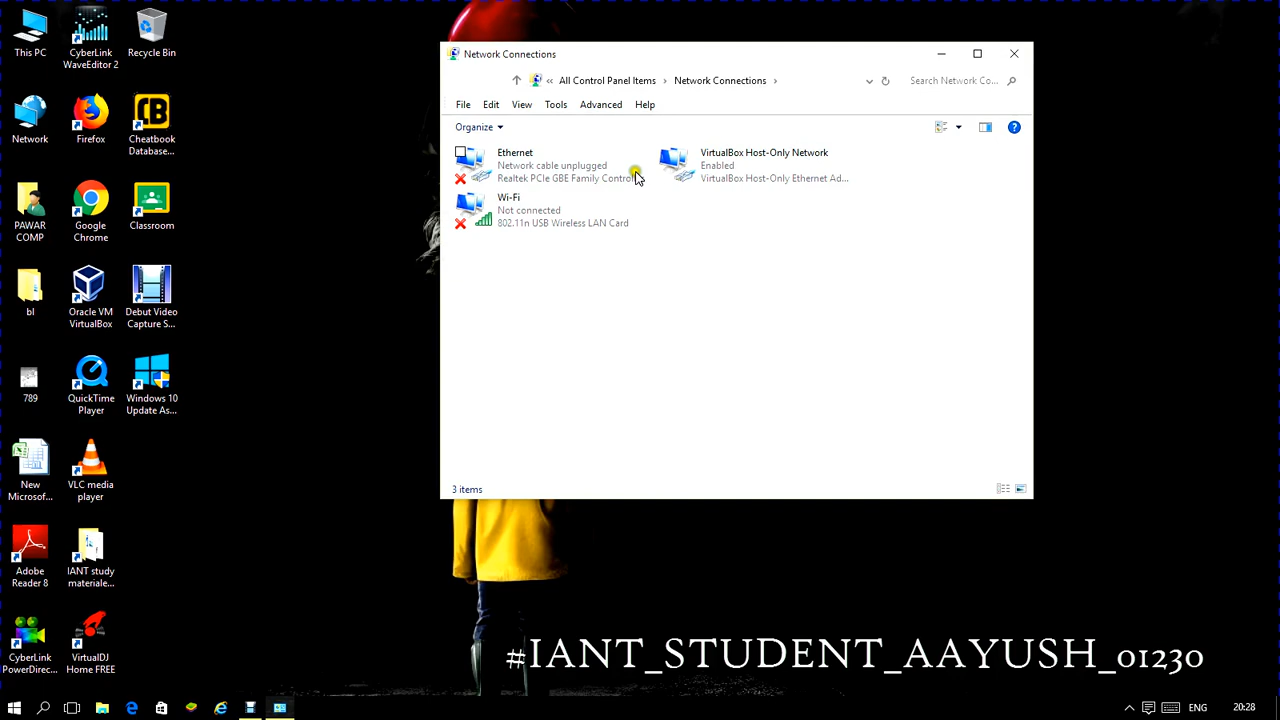 This PC
CyberLink
WaveEditor 2
Recycle Bin
Network
Firefox
Cheatbook
Database...
PAWAR
COMP
Google
Chrome
Classroom
bl
Oracle VM
VirtualBox
Debut Video
Capture S...
789
QuickTime
Player
Windows 10
Update As...
New
Microsof...
VLC media
player
Adobe
Reader 8
IANT study
materiale...
CyberLink
PowerDirec...
VirtualDJ
Home FREE
Network Connections
« All Control Panel Items › Network Connections ›
Search Network Co...
File Edit View Tools Advanced Help
Organize
Ethernet
Network cable unplugged
Realtek PCIe GBE Family Control
VirtualBox Host-Only Network
Enabled
VirtualBox Host-Only Ethernet Ad...
Wi-Fi
Not connected
802.11n USB Wireless LAN Card
3 items
#IANT_STUDENT_AAYUSH_01230
ENG
20:28